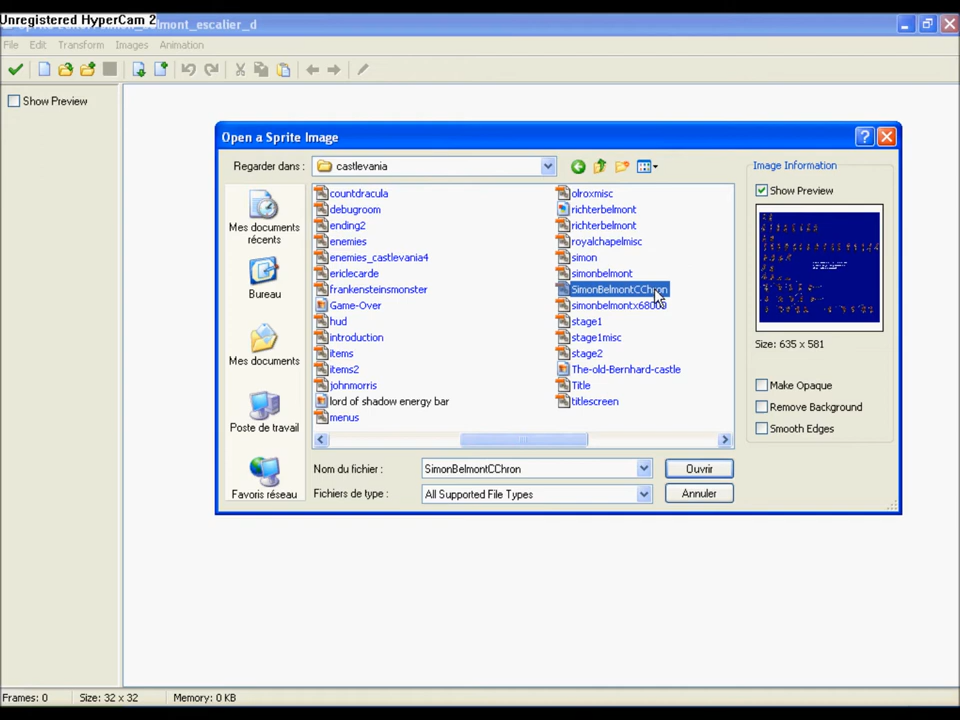 Unregistered HyperCam 2
mont_escalier_d
File Edit Transform Images Animation
Show Preview
Open a Sprite Image
Regarder dans : castlevania
Image Information
Show Preview
Mes documents récents
Bureau
Mes documents
Poste de travail
Favoris réseau
countdracula
debugroom
ending2
enemies
enemies_castlevania4
ericlecarde
frankensteinsmonster
Game-Over
hud
introduction
items
items2
johnmorris
lord of shadow energy bar
menus
olroxmisc
richterbelmont
richterbelmont
royalchapelmisc
simon
simonbelmont
SimonBelmontCChron
simonbelmontx68000
stage1
stage1misc
stage2
The-old-Bernhard-castle
Title
titlescreen
Size: 635 x 581
Make Opaque
Remove Background
Smooth Edges
Nom du fichier : SimonBelmontCChron Ouvrir
Fichiers de type : All Supported File Types Annuler
Frames: 0 Size: 32 x 32 Memory: 0 KB